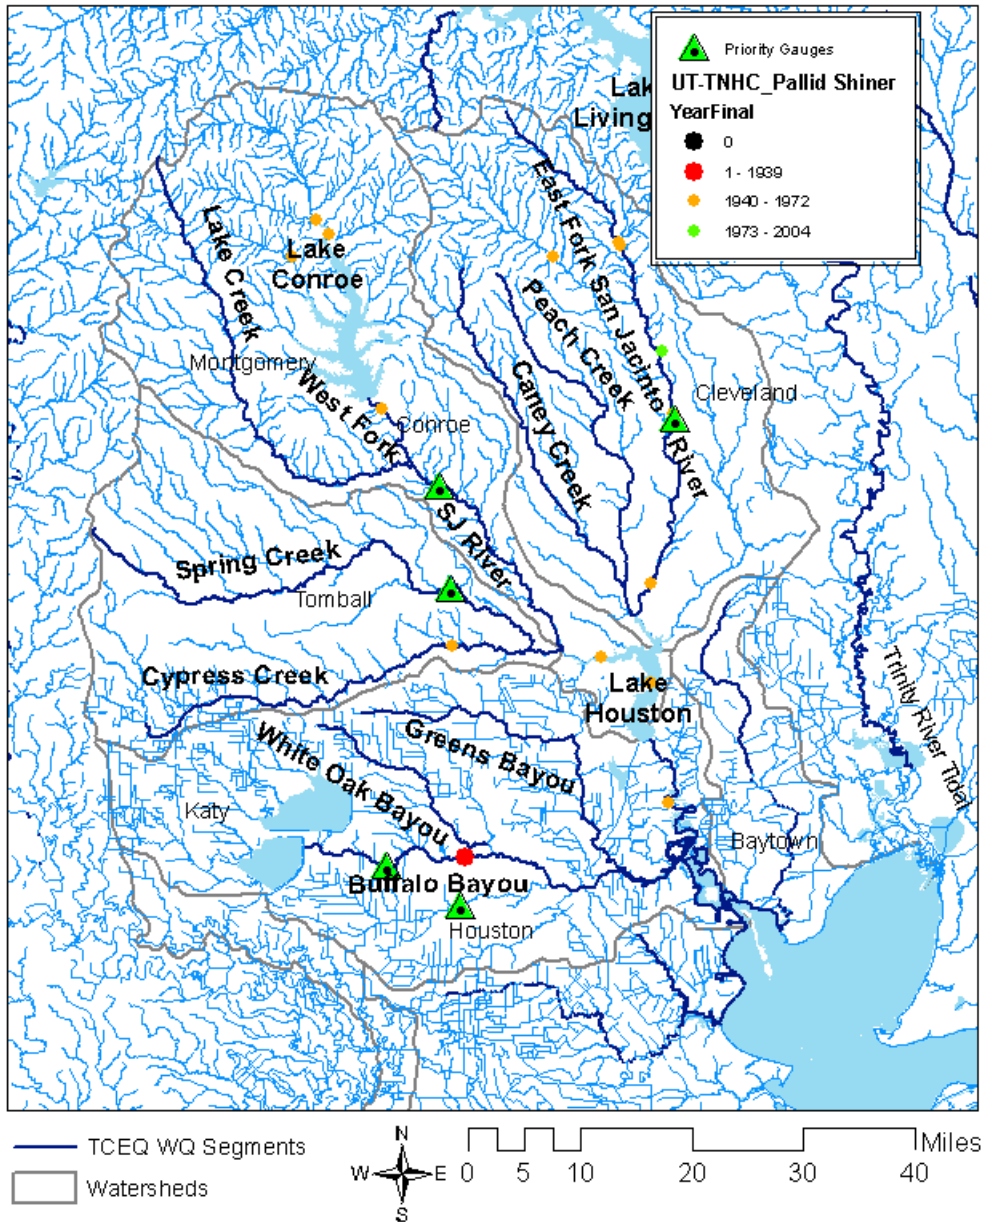 Priority Gauges
UT-TNHC_Pallid Shiner
YearFinal
0
1 - 1939
1940 - 1972
1973 - 2004
Living
East Fork San Jacinto River
Lake Creek
Lake
Conroe
Peach Creek
Montgomery
Caney Creek
Cleveland
West Fork
SJ River
Conroe
Spring Creek
Tomball
Cypress Creek
Lake
Houston
Trinity River Tidal
Greens Bayou
White Oak Bayou
Katy
Baytown
Buffalo Bayou
Houston
TCEQ WQ Segments
Watersheds
N
W E
S
0 5 10 20 30 40 Miles